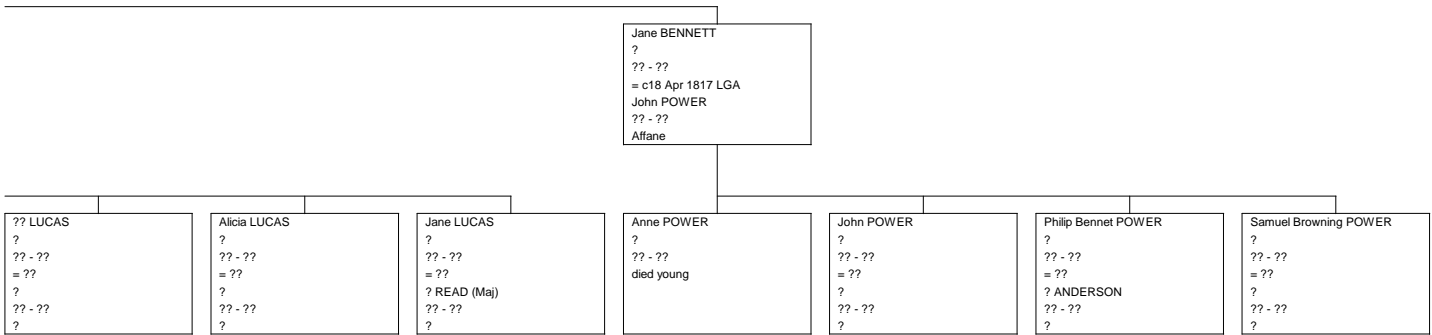 Jane BENNETT
?
?? - ??
= c18 Apr 1817 LGA
John POWER
?? - ??
Affane
?? LUCAS
?
?? - ??
= ??
?
?? - ??
?
Alicia LUCAS
?
?? - ??
= ??
?
?? - ??
?
Jane LUCAS
?
?? - ??
= ??
? READ (Maj)
?? - ??
?
Anne POWER
?
?? - ??
died young
John POWER
?
?? - ??
= ??
?
?? - ??
?
Philip Bennet POWER
?
?? - ??
= ??
? ANDERSON
?? - ??
?
Samuel Browning POWER
?
?? - ??
= ??
?
?? - ??
?